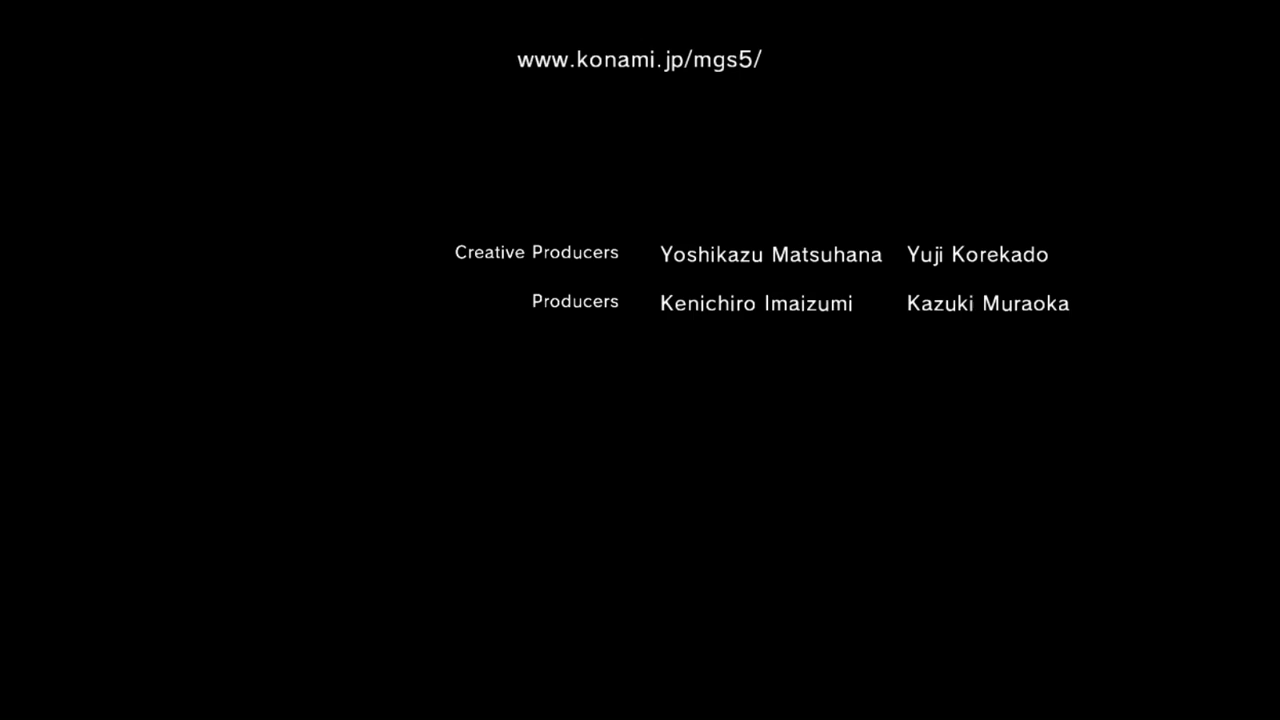 www.konami.jp/mgs5/
Creative Producers Yoshikazu Matsuhana Yuji Korekado
Producers Kenichiro Imaizumi Kazuki Muraoka